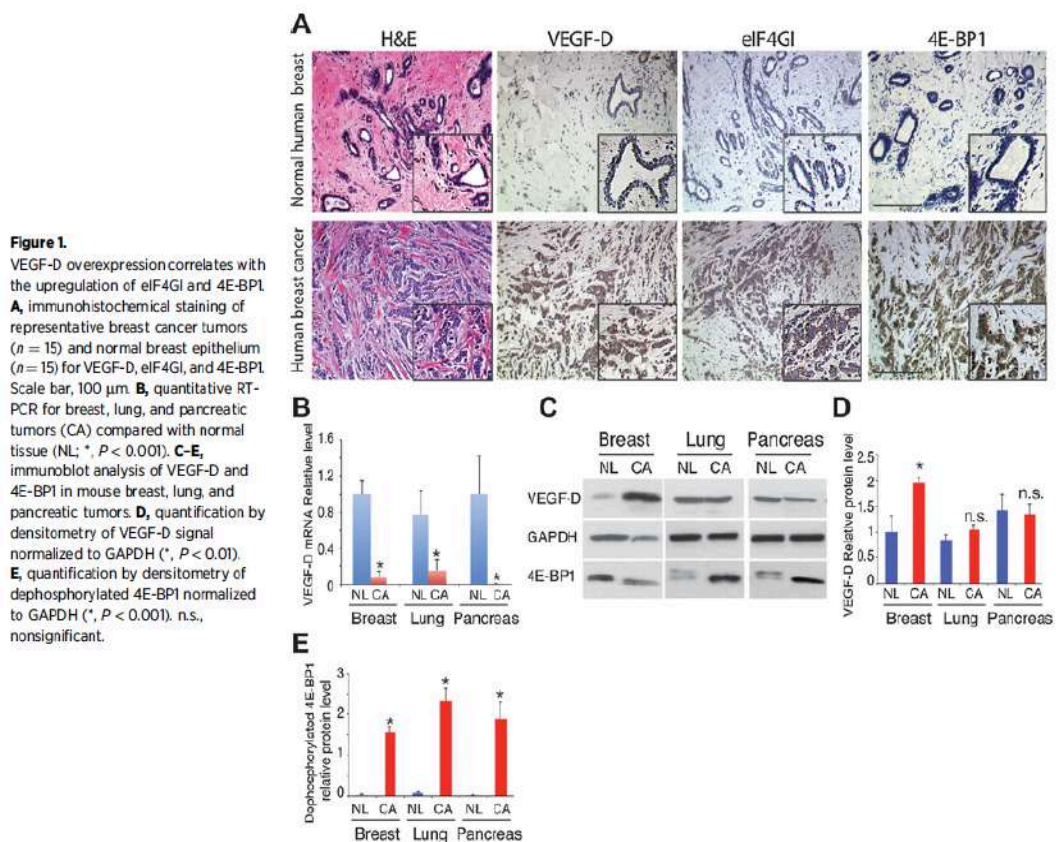 Figure 1.
VEGF-D overexpression correlates with
the upregulation of eIF4GI and 4E-BP1.
A, immunohistochemical staining of
representative breast cancer tumors
(n = 15) and normal breast epithelium
(n = 15) for VEGF-D, eIF4GI, and 4E-BP1.
Scale bar, 100 μm. B, quantitative RT-
PCR for breast, lung, and pancreatic
tumors (CA) compared with normal
tissue (NL; *, P < 0.001). C–E,
immunoblot analysis of VEGF-D and
4E-BP1 in mouse breast, lung, and
pancreatic tumors. D, quantification by
densitometry of VEGF-D signal
normalized to GAPDH (*, P < 0.01).
E, quantification by densitometry of
dephosphorylated 4E-BP1 normalized
to GAPDH (*, P < 0.001). n.s.,
nonsignificant.
A
H&E VEGF-D eIF4GI 4E-BP1
Normal human breast
Human breast cancer
B
VEGF-D mRNA Relative level
1.6
1.2
0.8
0.4
0
* * *
NL CA NL CA NL CA
Breast Lung Pancreas
C
Breast Lung Pancreas
NL CA NL CA NL CA
VEGF-D
GAPDH
4E-BP1
D
VEGF-D Relative protein level
2.5
2
1.5
1
0.5
0
* n.s. n.s.
NL CA NL CA NL CA
Breast Lung Pancreas
E
Dophosphorylated 4E-BP1
relative protein level
3
2
1
0
* * *
NL CA NL CA NL CA
Breast Lung Pancreas